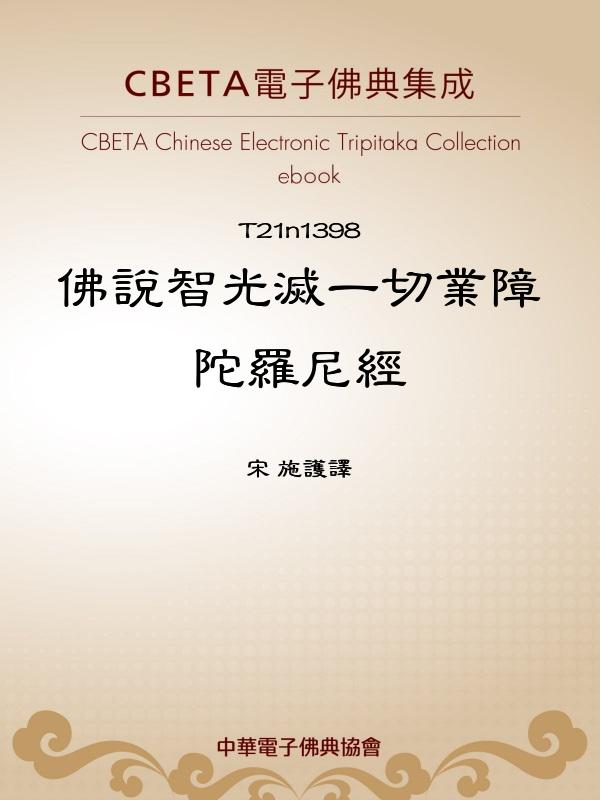 CBETA電子佛典集成
CBETA Chinese Electronic Tripitaka Collection
ebook
T21n1398
佛說智光滅一切業障
陀羅尼經
宋 施護譯
中華電子佛典協會